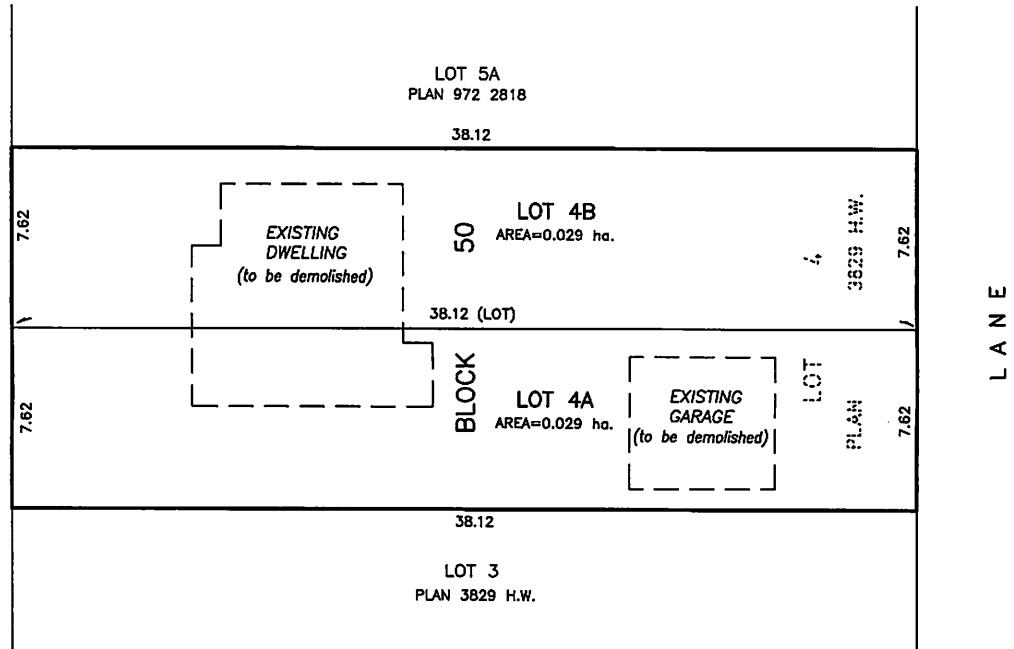 LOT 5A
PLAN 972 2818
38.12
7.62
EXISTING
DWELLING
(to be demolished)
50
LOT 4B
AREA=0.029 ha.
4
3829 H.W.
7.62
38.12 (LOT)
LANE
7.62
BLOCK
LOT 4A
AREA=0.029 ha.
EXISTING
GARAGE
(to be demolished)
LOT
PLAN
7.62
38.12
LOT 3
PLAN 3829 H.W.